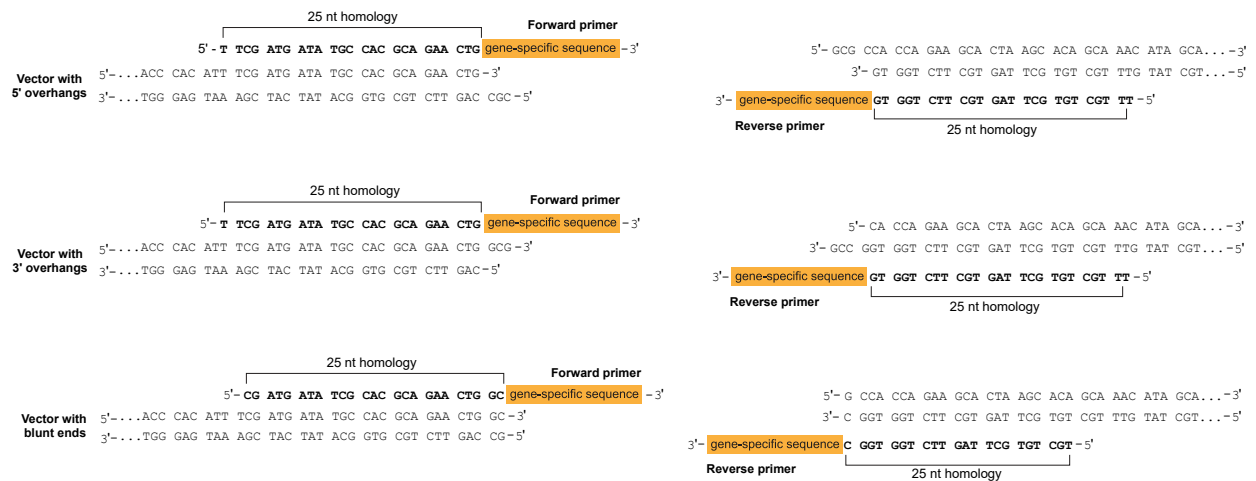 25 nt homology
Forward primer
5'- T TCG ATG ATA TGC CAC GCA GAA CTG gene-specific sequence -3'
Vector with
5' overhangs
5'-...ACC CAC ATT TCG ATG ATA TGC CAC GCA GAA CTG-3'
3'-...TGG GAG TAA AGC TAC TAT ACG GTG CGT CTT GAC CGC-5'
5'- GCG CCA CCA GAA GCA CTA AGC ACA GCA AAC ATA GCA...-3'
3'- GT GGT CTT CGT GAT TCG TGT CGT TTG TAT CGT...-5'
3'- gene-specific sequence GT GGT CTT CGT GAT TCG TGT CGT TT-5'
Reverse primer
25 nt homology
25 nt homology
Forward primer
5'- T TCG ATG ATA TGC CAC GCA GAA CTG gene-specific sequence -3'
Vector with
3' overhangs
5'-...ACC CAC ATT TCG ATG ATA TGC CAC GCA GAA CTG GCG-3'
3'-...TGG GAG TAA AGC TAC TAT ACG GTG CGT CTT GAC-5'
5'- CA CCA GAA GCA CTA AGC ACA GCA AAC ATA GCA...-3'
3'- GCC GGT GGT CTT CGT GAT TCG TGT CGT TTG TAT CGT...-5'
3'- gene-specific sequence GT GGT CTT CGT GAT TCG TGT CGT TT-5'
Reverse primer
25 nt homology
25 nt homology
Forward primer
5'- CG ATG ATA TCG CAC GCA GAA CTG GC gene-specific sequence -3'
Vector with
blunt ends
5'-...ACC CAC ATT TCG ATG ATA TGC CAC GCA GAA CTG GC-3'
3'-...TGG GAG TAA AGC TAC TAT ACG GTG CGT CTT GAC CG-5'
5'- G CCA CCA GAA GCA CTA AGC ACA GCA AAC ATA GCA...-3'
3'- C GGT GGT CTT CGT GAT TCG TGT CGT TTG TAT CGT...-5'
3'- gene-specific sequence C GGT GGT CTT GAT TCG TGT CGT-5'
Reverse primer
25 nt homology